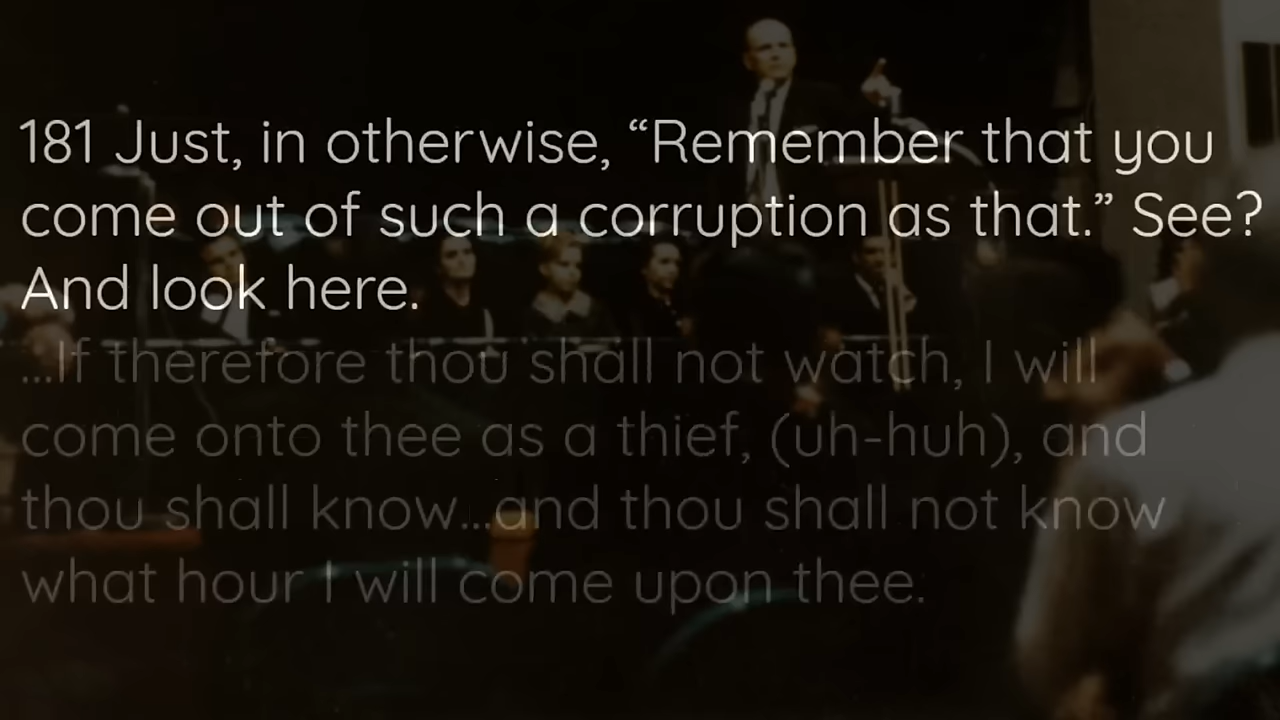 181 Just, in otherwise, “Remember that you
come out of such a corruption as that.” See?
And look here.
...If therefore thou shall not watch, I will
come onto thee as a thief, (uh-huh), and
thou shall know...and thou shall not know
what hour I will come upon thee.